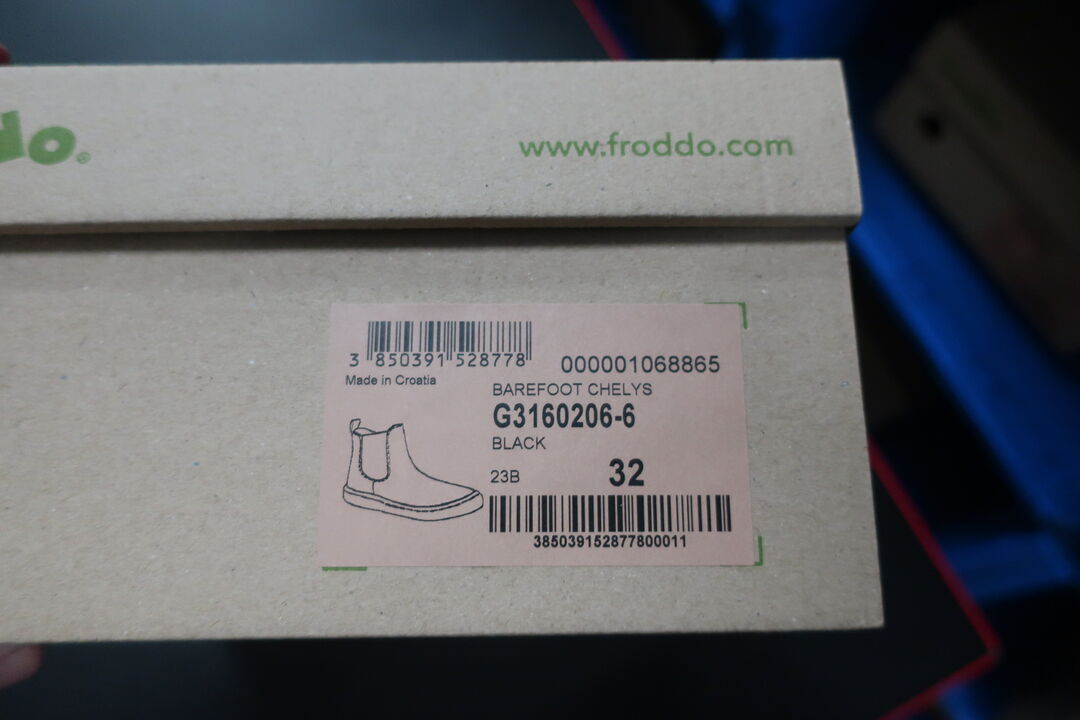 do®
www.froddo.com
3 850391 528778
000001068865
Made in Croatia
BAREFOOT CHELYS
G3160206-6
BLACK
23B 32
385039152877800011